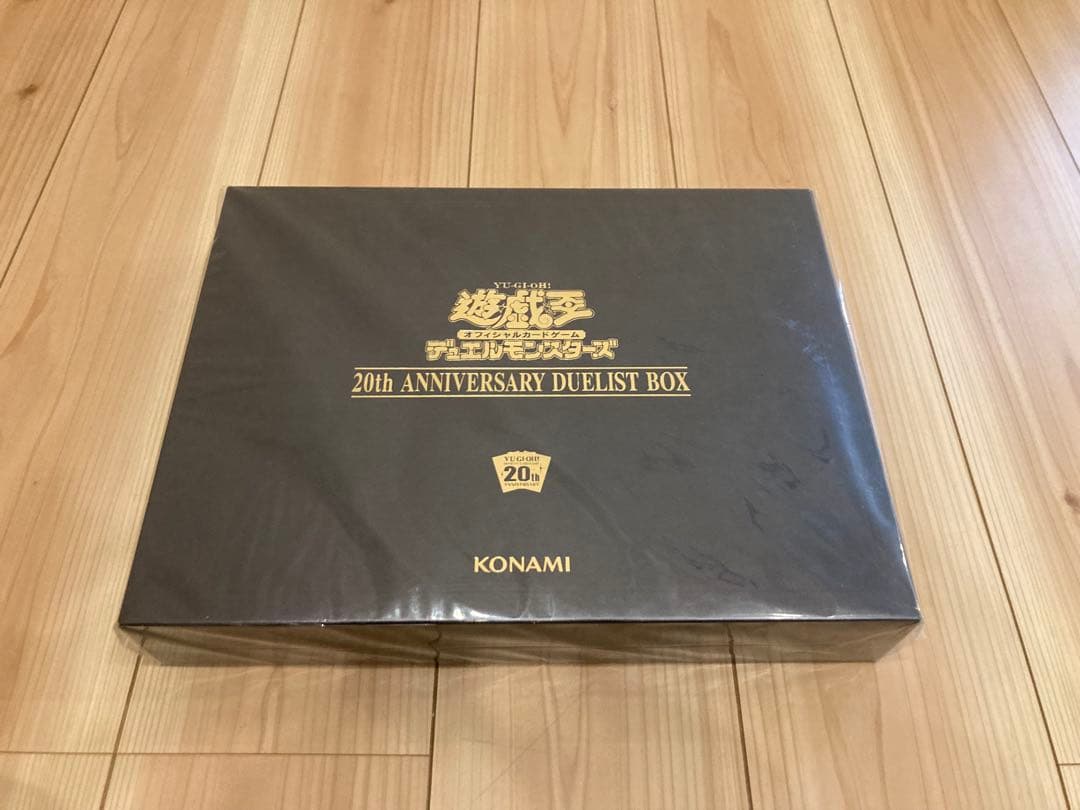 YU-GI-OH!
遊戯王
オフィシャルカードゲーム
デュエルモンスターズ
20th ANNIVERSARY DUELIST BOX
YU-GI-OH!
20th
ANNIVERSARY
KONAMI